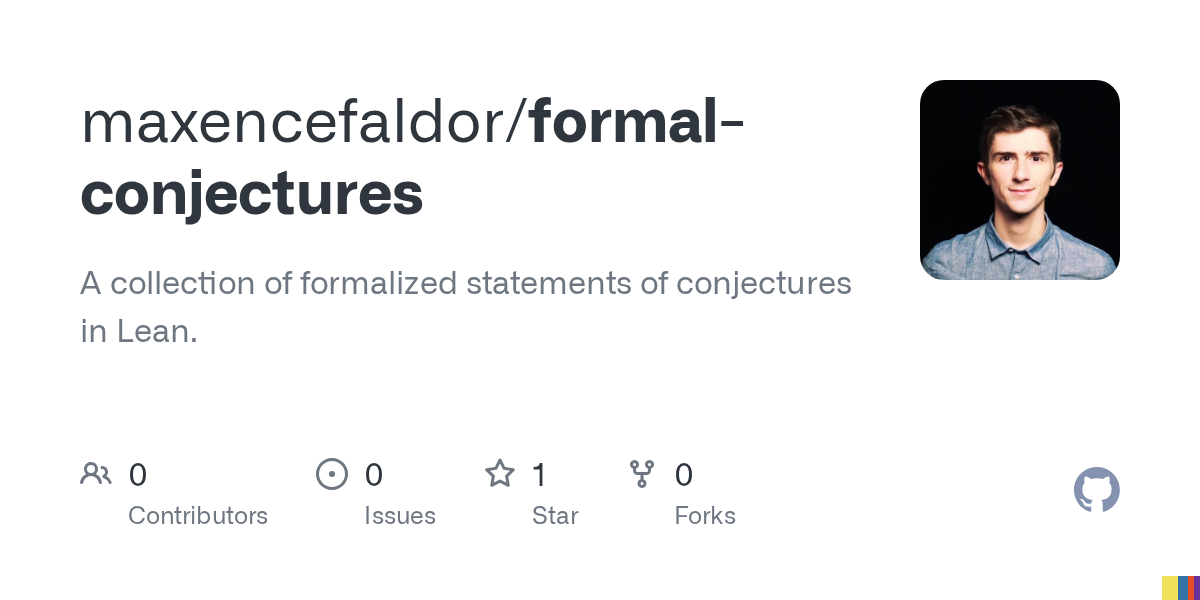 maxencefaldor/formal-
conjectures
A collection of formalized statements of conjectures
in Lean.
0 0 1 0
Contributors Issues Star Forks